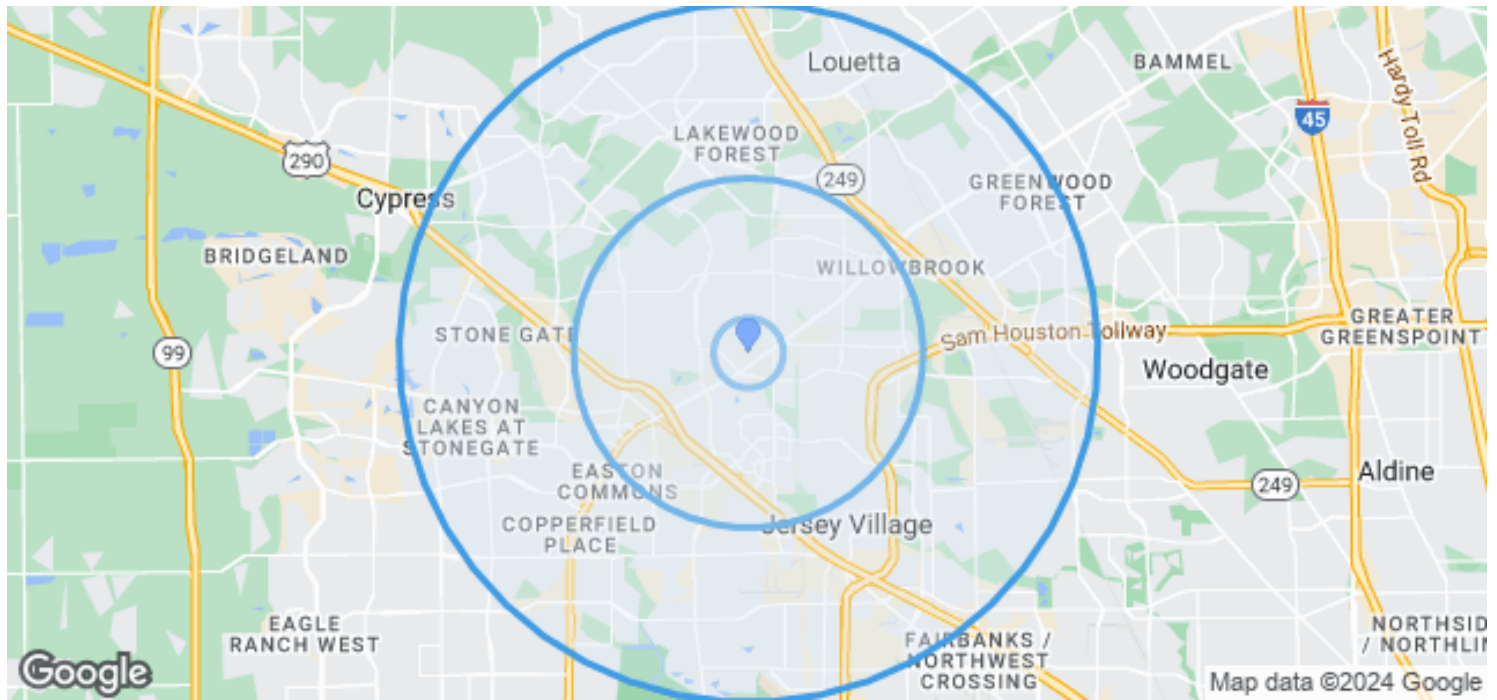 Louetta
BAMMEL
Hardy Toll Rd
45
LAKEWOOD
FOREST
290
249
GREENWOOD
FOREST
Cypress
BRIDGELAND
WILLOWBROOK
STONE GATE
Sam Houston Tollway
GREATER
GREENSPOINT
99
Woodgate
CANYON
LAKES AT
STONEGATE
EASTON
COMMONS
249
Aldine
COPPERFIELD
PLACE
Jersey Village
EAGLE
RANCH WEST
FAIRBANKS /
NORTHWEST
CROSSING
NORTHSID
/ NORTHLIN
Google
Map data ©2024 Google